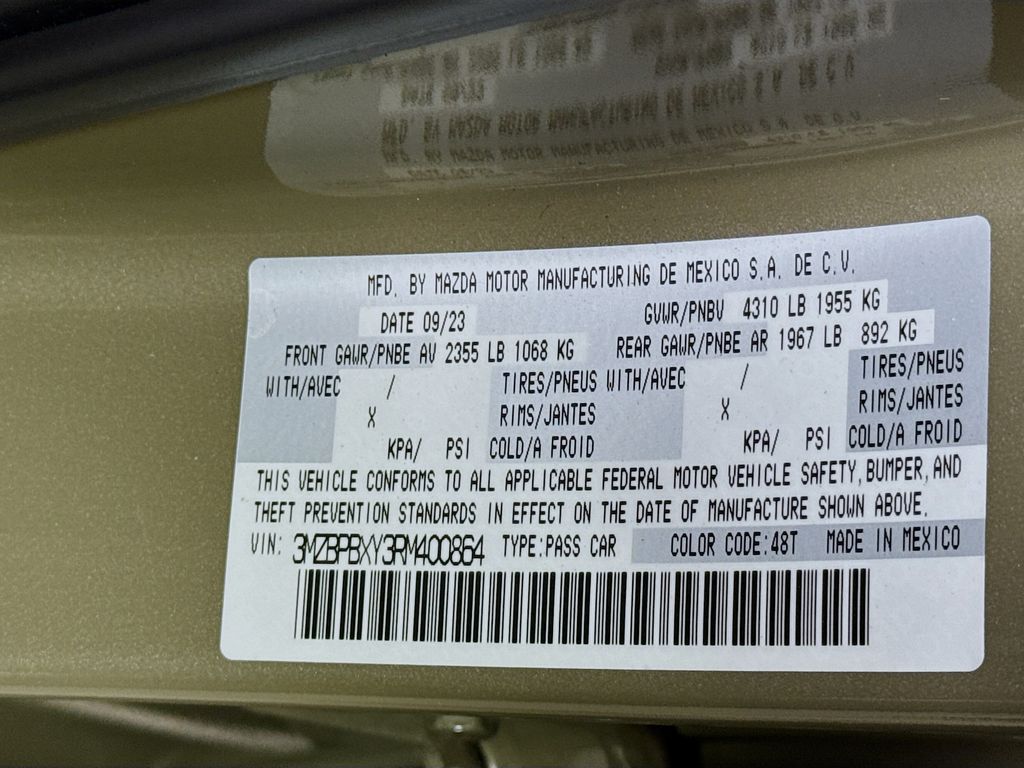 MFD. BY MAZDA MOTOR MANUFACTURING DE MEXICO S.A. DE C.V.
DATE 09/23 GVWR/PNBV 4310 LB 1955 KG
FRONT GAWR/PNBE AV 2355 LB 1068 KG REAR GAWR/PNBE AR 1967 LB 892 KG
WITH/AVEC / TIRES/PNEUS WITH/AVEC / TIRES/PNEUS
X RIMS/JANTES X RIMS/JANTES
KPA/ PSI COLD/A FROID KPA/ PSI COLD/A FROID
THIS VEHICLE CONFORMS TO ALL APPLICABLE FEDERAL MOTOR VEHICLE SAFETY, BUMPER, AND
THEFT PREVENTION STANDARDS IN EFFECT ON THE DATE OF MANUFACTURE SHOWN ABOVE.
VIN: 3MZBPBXY3RM400864 TYPE:PASS CAR COLOR CODE:48T MADE IN MEXICO